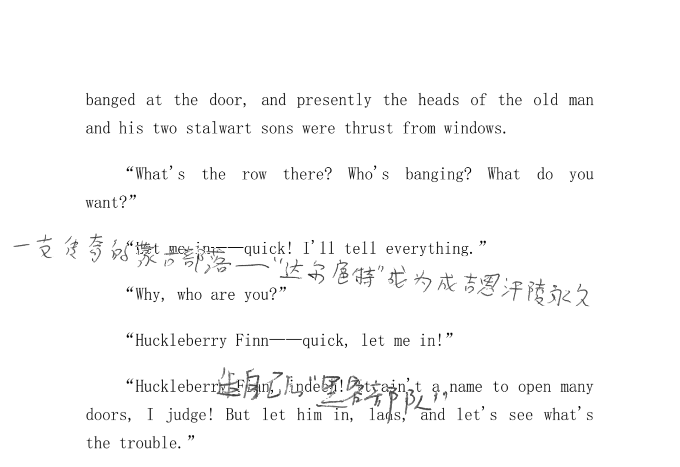 banged at the door, and presently the heads of the old man
and his two stalwart sons were thrust from windows.
“What's the row there? Who's banging? What do you
want?”
“Let me in——quick! I'll tell everything.”
一支传奇的蒙古部落——“达尔扈特”成为成吉思汗陵永久
“Why, who are you?”
“Huckleberry Finn——quick, let me in!”
“Huckleberry Finn, indeed! It ain't a name to open many
造自己的“黑客部队”
doors, I judge! But let him in, lads, and let's see what's
the trouble.”